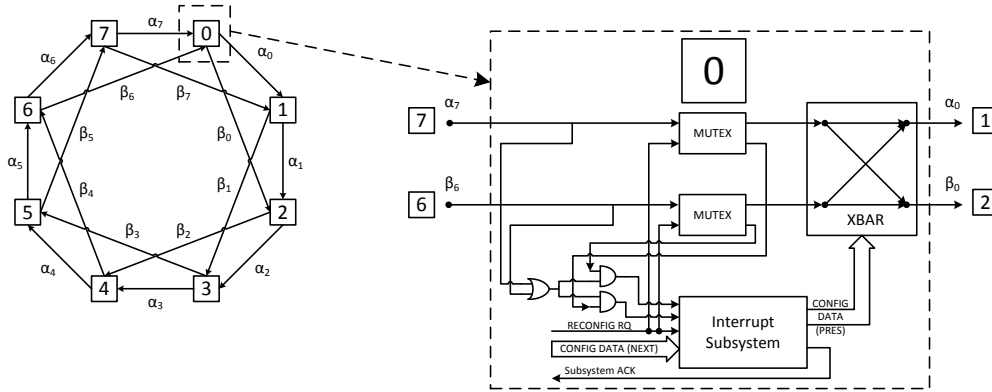 7
α₇
0
α₀
1
α₁
2
α₂
3
α₃
4
α₄
5
α₅
6
α₆
β₆
β₇
β₀
β₅
β₁
β₄
β₃
β₂
0
7
α₇
MUTEX
α₀
1
6
β₆
MUTEX
β₀
2
XBAR
RECONFIG RQ
CONFIG DATA (NEXT)
Subsystem ACK
Interrupt
Subsystem
CONFIG
DATA
(PRES)